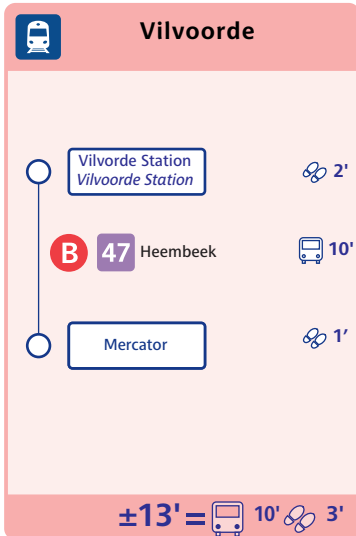 Vilvoorde
Vilvorde Station
Vilvoorde Station
2'
B 47 Heembeek 10'
Mercator 1′
±13' = 10' 3'